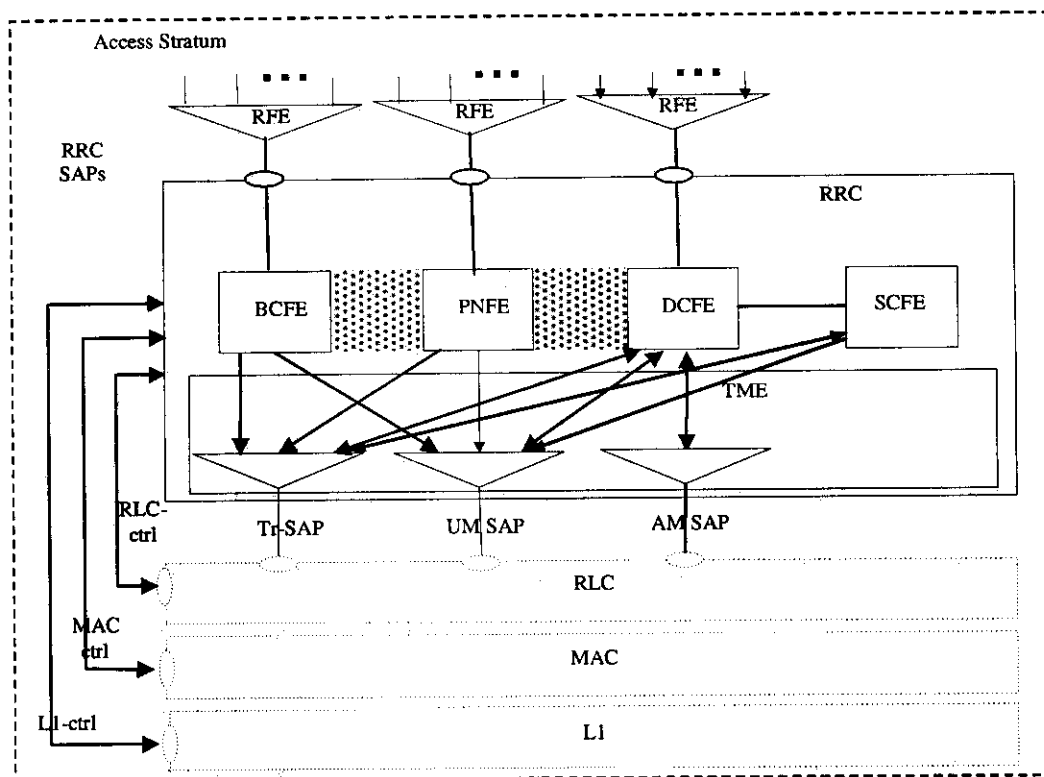 Access Stratum
RFE
RFE
RFE
RRC
SAPs
RRC
BCFE
PNFE
DCFE
SCFE
TME
RLC-
ctrl
Tr-SAP
UM SAP
AM SAP
RLC
MAC
ctrl
MAC
L1-ctrl
L1